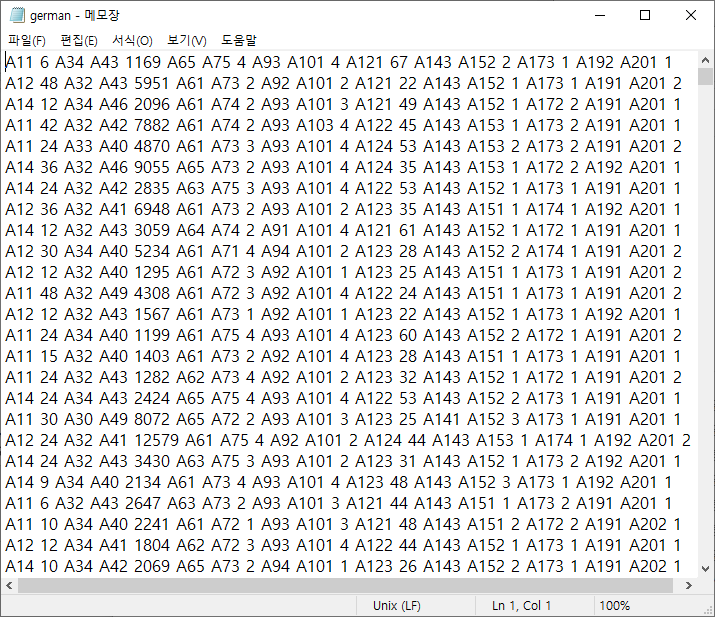 german - 메모장
파일(F) 편집(E) 서식(O) 보기(V) 도움말
A11 6 A34 A43 1169 A65 A75 4 A93 A101 4 A121 67 A143 A152 2 A173 1 A192 A201 1
A12 48 A32 A43 5951 A61 A73 2 A92 A101 2 A121 22 A143 A152 1 A173 1 A191 A201 2
A14 12 A34 A46 2096 A61 A74 2 A93 A101 3 A121 49 A143 A152 1 A172 2 A191 A201 1
A11 42 A32 A42 7882 A61 A74 2 A93 A103 4 A122 45 A143 A153 1 A173 2 A191 A201 1
A11 24 A33 A40 4870 A61 A73 3 A93 A101 4 A124 53 A143 A153 2 A173 2 A191 A201 2
A14 36 A32 A46 9055 A65 A73 2 A93 A101 4 A124 35 A143 A153 1 A172 2 A192 A201 1
A14 24 A32 A42 2835 A63 A75 3 A93 A101 4 A122 53 A143 A152 1 A173 1 A191 A201 1
A12 36 A32 A41 6948 A61 A73 2 A93 A101 2 A123 35 A143 A151 1 A174 1 A192 A201 1
A14 12 A32 A43 3059 A64 A74 2 A91 A101 4 A121 61 A143 A152 1 A172 1 A191 A201 1
A12 30 A34 A40 5234 A61 A71 4 A94 A101 2 A123 28 A143 A152 2 A174 1 A191 A201 2
A12 12 A32 A40 1295 A61 A72 3 A92 A101 1 A123 25 A143 A151 1 A173 1 A191 A201 2
A11 48 A32 A49 4308 A61 A72 3 A92 A101 4 A122 24 A143 A151 1 A173 1 A191 A201 2
A12 12 A32 A43 1567 A61 A73 1 A92 A101 1 A123 22 A143 A152 1 A173 1 A192 A201 1
A11 24 A34 A40 1199 A61 A75 4 A93 A101 4 A123 60 A143 A152 2 A172 1 A191 A201 2
A11 15 A32 A40 1403 A61 A73 2 A92 A101 4 A123 28 A143 A151 1 A173 1 A191 A201 1
A11 24 A32 A43 1282 A62 A73 4 A92 A101 2 A123 32 A143 A152 1 A172 1 A191 A201 2
A14 24 A34 A43 2424 A65 A75 4 A93 A101 4 A122 53 A143 A152 2 A173 1 A191 A201 1
A11 30 A30 A49 8072 A65 A72 2 A93 A101 3 A123 25 A141 A152 3 A173 1 A191 A201 1
A12 24 A32 A41 12579 A61 A75 4 A92 A101 2 A124 44 A143 A153 1 A174 1 A192 A201 2
A14 24 A32 A43 3430 A63 A75 3 A93 A101 2 A123 31 A143 A152 1 A173 2 A192 A201 1
A14 9 A34 A40 2134 A61 A73 4 A93 A101 4 A123 48 A143 A152 3 A173 1 A192 A201 1
A11 6 A32 A43 2647 A63 A73 2 A93 A101 3 A121 44 A143 A151 1 A173 2 A191 A201 1
A11 10 A34 A40 2241 A61 A72 1 A93 A101 3 A121 48 A143 A151 2 A172 2 A191 A202 1
A12 12 A34 A41 1804 A62 A72 3 A93 A101 4 A122 44 A143 A152 1 A173 1 A191 A201 1
A14 10 A34 A42 2069 A65 A73 2 A94 A101 1 A123 26 A143 A152 2 A173 1 A191 A202 1
Unix (LF) Ln 1, Col 1 100%